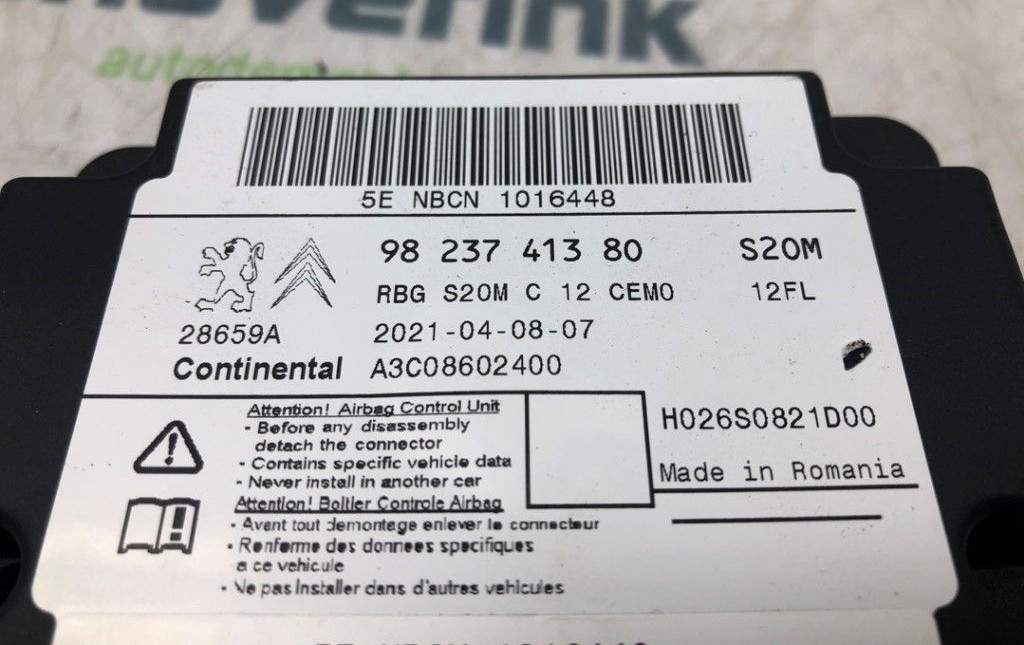 autodem
5E NBCN 1016448
98 237 413 80 S20M
RBG S20M C 12 CEM0 12FL
28659A 2021-04-08-07
Continental A3C08602400
Attention! Airbag Control Unit
- Before any disassembly
detach the connector
- Contains specific vehicle data
- Never install in another car
H026S0821D00
Made in Romania
Attention! Boitier Controle Airbag
- Avant tout demontage enlever le connecteur
- Renferme des donnees specifiques
a ce vehicule
- Ne pas Installer dans d'autres vehicules